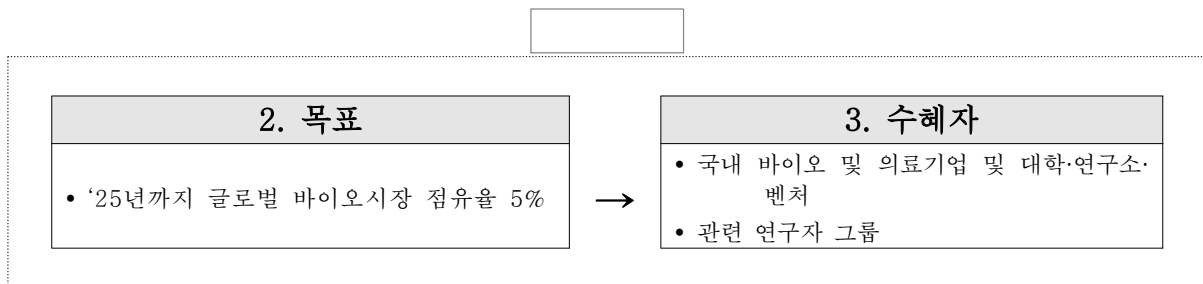 2. 목표
• ‘25년까지 글로벌 바이오시장 점유율 5%
→
3. 수혜자
• 국내 바이오 및 의료기업 및 대학·연구소·
벤처
• 관련 연구자 그룹